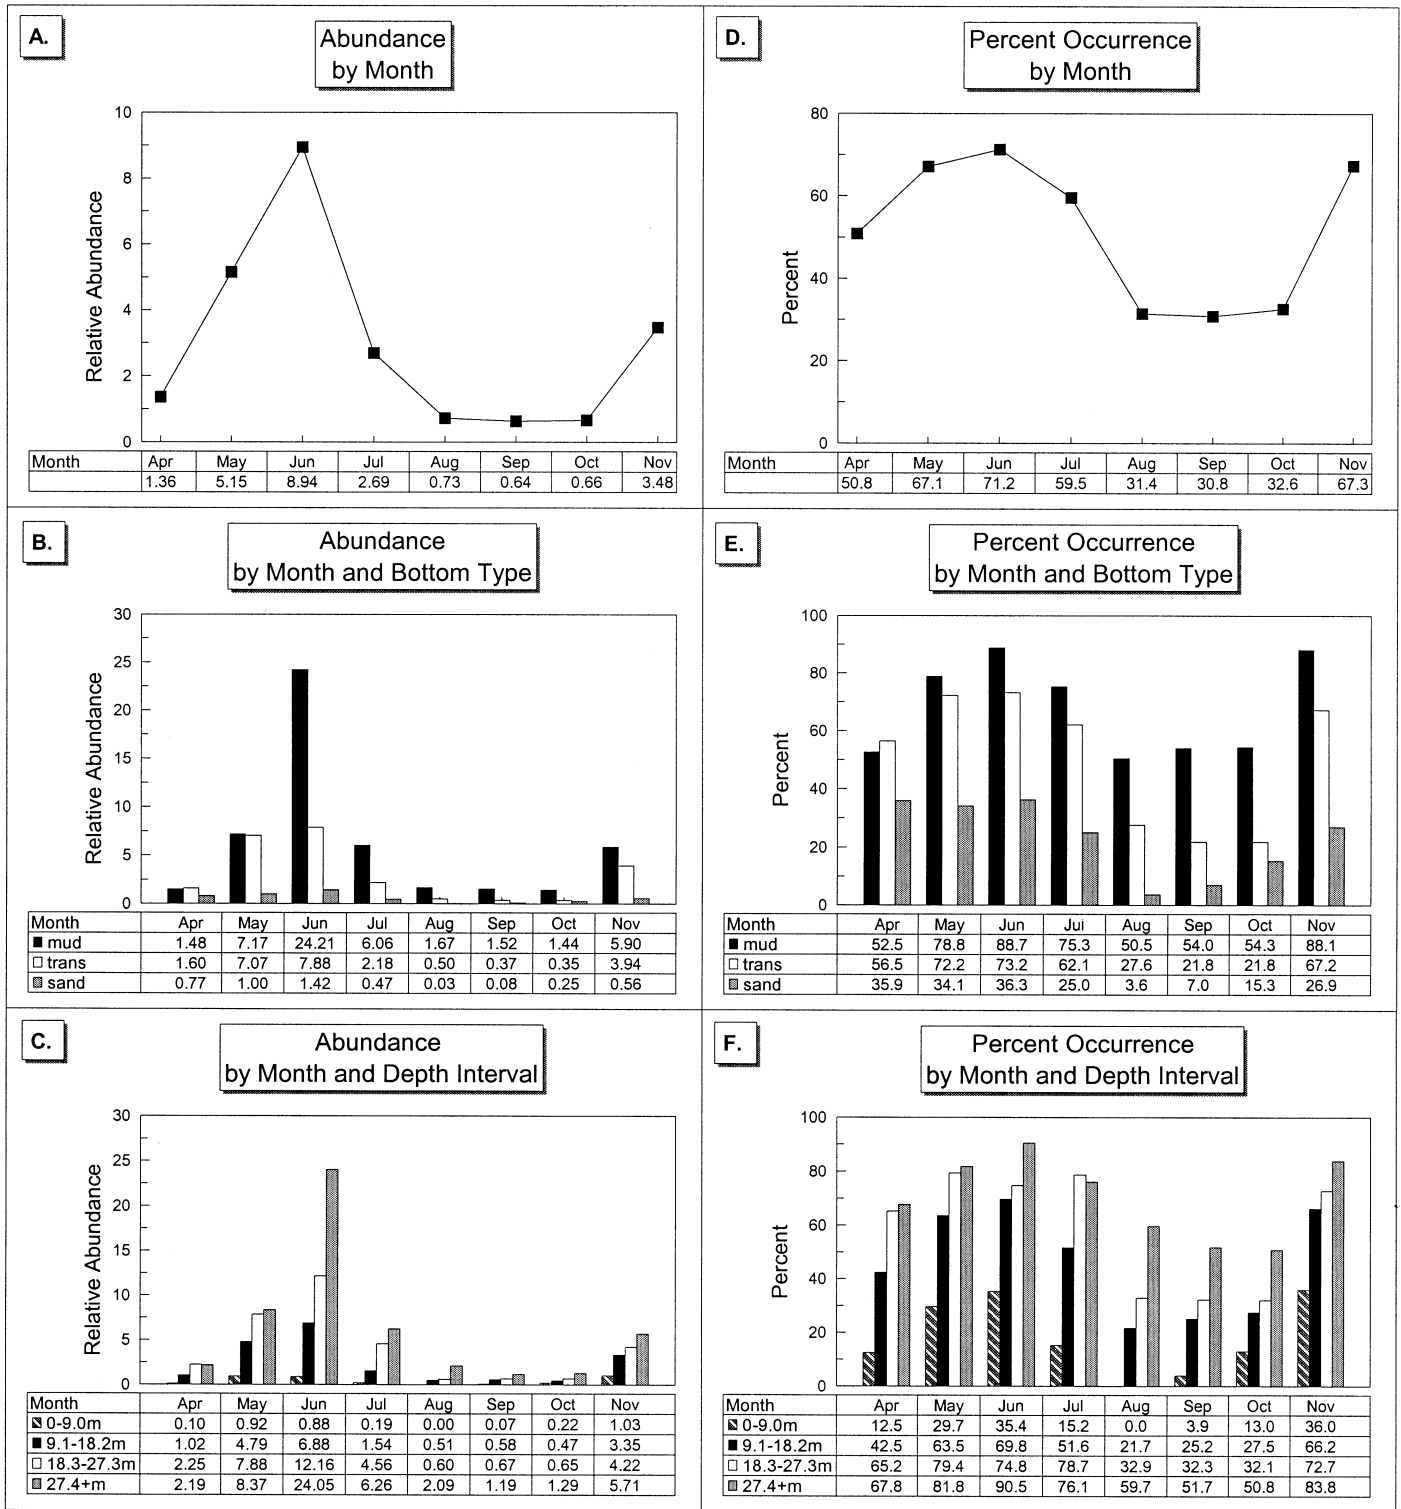 A.
Abundance
by Month
10
8
6
4
2
0
Relative Abundance
Month Apr May Jun Jul Aug Sep Oct Nov
1.36 5.15 8.94 2.69 0.73 0.64 0.66 3.48
D.
Percent Occurrence
by Month
80
60
40
20
0
Percent
Month Apr May Jun Jul Aug Sep Oct Nov
50.8 67.1 71.2 59.5 31.4 30.8 32.6 67.3
B.
Abundance
by Month and Bottom Type
30
25
20
15
10
5
0
Relative Abundance
Month Apr May Jun Jul Aug Sep Oct Nov
mud 1.48 7.17 24.21 6.06 1.67 1.52 1.44 5.90
trans 1.60 7.07 7.88 2.18 0.50 0.37 0.35 3.94
sand 0.77 1.00 1.42 0.47 0.03 0.08 0.25 0.56
E.
Percent Occurrence
by Month and Bottom Type
100
80
60
40
20
0
Percent
Month Apr May Jun Jul Aug Sep Oct Nov
mud 52.5 78.8 88.7 75.3 50.5 54.0 54.3 88.1
trans 56.5 72.2 73.2 62.1 27.6 21.8 21.8 67.2
sand 35.9 34.1 36.3 25.0 3.6 7.0 15.3 26.9
C.
Abundance
by Month and Depth Interval
30
25
20
15
10
5
0
Relative Abundance
Month Apr May Jun Jul Aug Sep Oct Nov
0-9.0m 0.10 0.92 0.88 0.19 0.00 0.07 0.22 1.03
9.1-18.2m 1.02 4.79 6.88 1.54 0.51 0.58 0.47 3.35
18.3-27.3m 2.25 7.88 12.16 4.56 0.60 0.67 0.65 4.22
27.4+m 2.19 8.37 24.05 6.26 2.09 1.19 1.29 5.71
F.
Percent Occurrence
by Month and Depth Interval
100
80
60
40
20
0
Percent
Month Apr May Jun Jul Aug Sep Oct Nov
0-9.0m 12.5 29.7 35.4 15.2 0.0 3.9 13.0 36.0
9.1-18.2m 42.5 63.5 69.8 51.6 21.7 25.2 27.5 66.2
18.3-27.3m 65.2 79.4 74.8 78.7 32.9 32.3 32.1 72.7
27.4+m 67.8 81.8 90.5 76.1 59.7 51.7 50.8 83.8